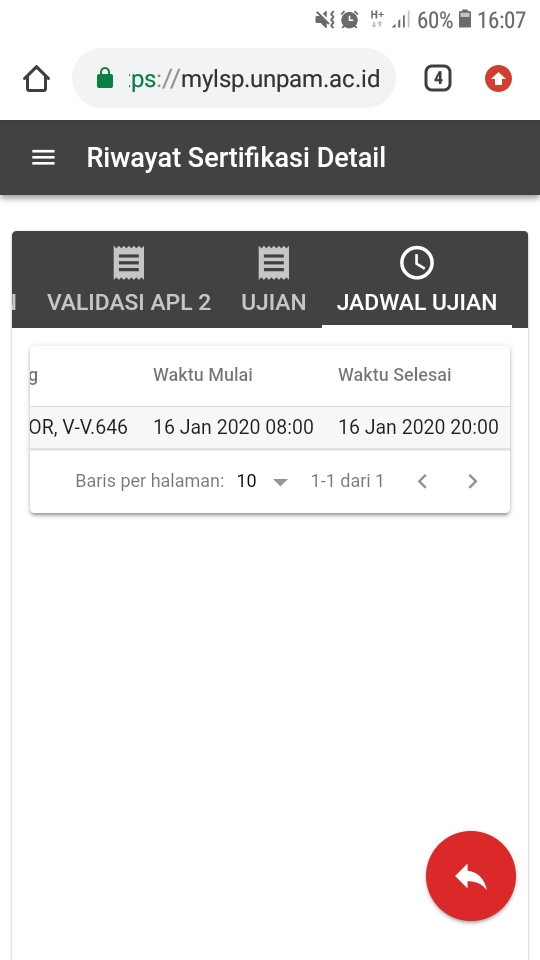 H+ 60% 16:07
:ps://mylsp.unpam.ac.id 4
Riwayat Sertifikasi Detail
VALIDASI APL 2 UJIAN JADWAL UJIAN
g Waktu Mulai Waktu Selesai
OR, V-V.646 16 Jan 2020 08:00 16 Jan 2020 20:00
Baris per halaman: 10 1-1 dari 1